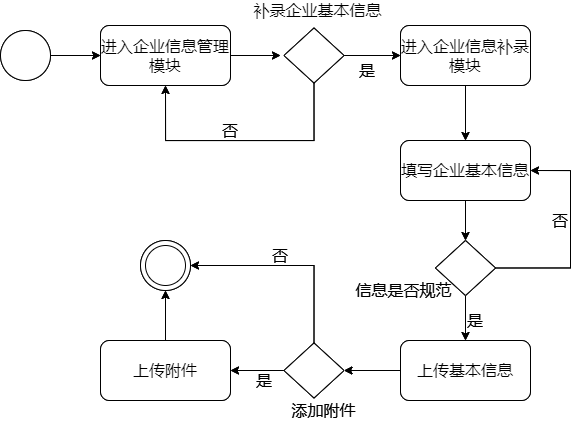 补录企业基本信息
进入企业信息管理
模块
是
进入企业信息补录
模块
否
填写企业基本信息
否
信息是否规范
是
否
上传附件
是
添加附件
上传基本信息